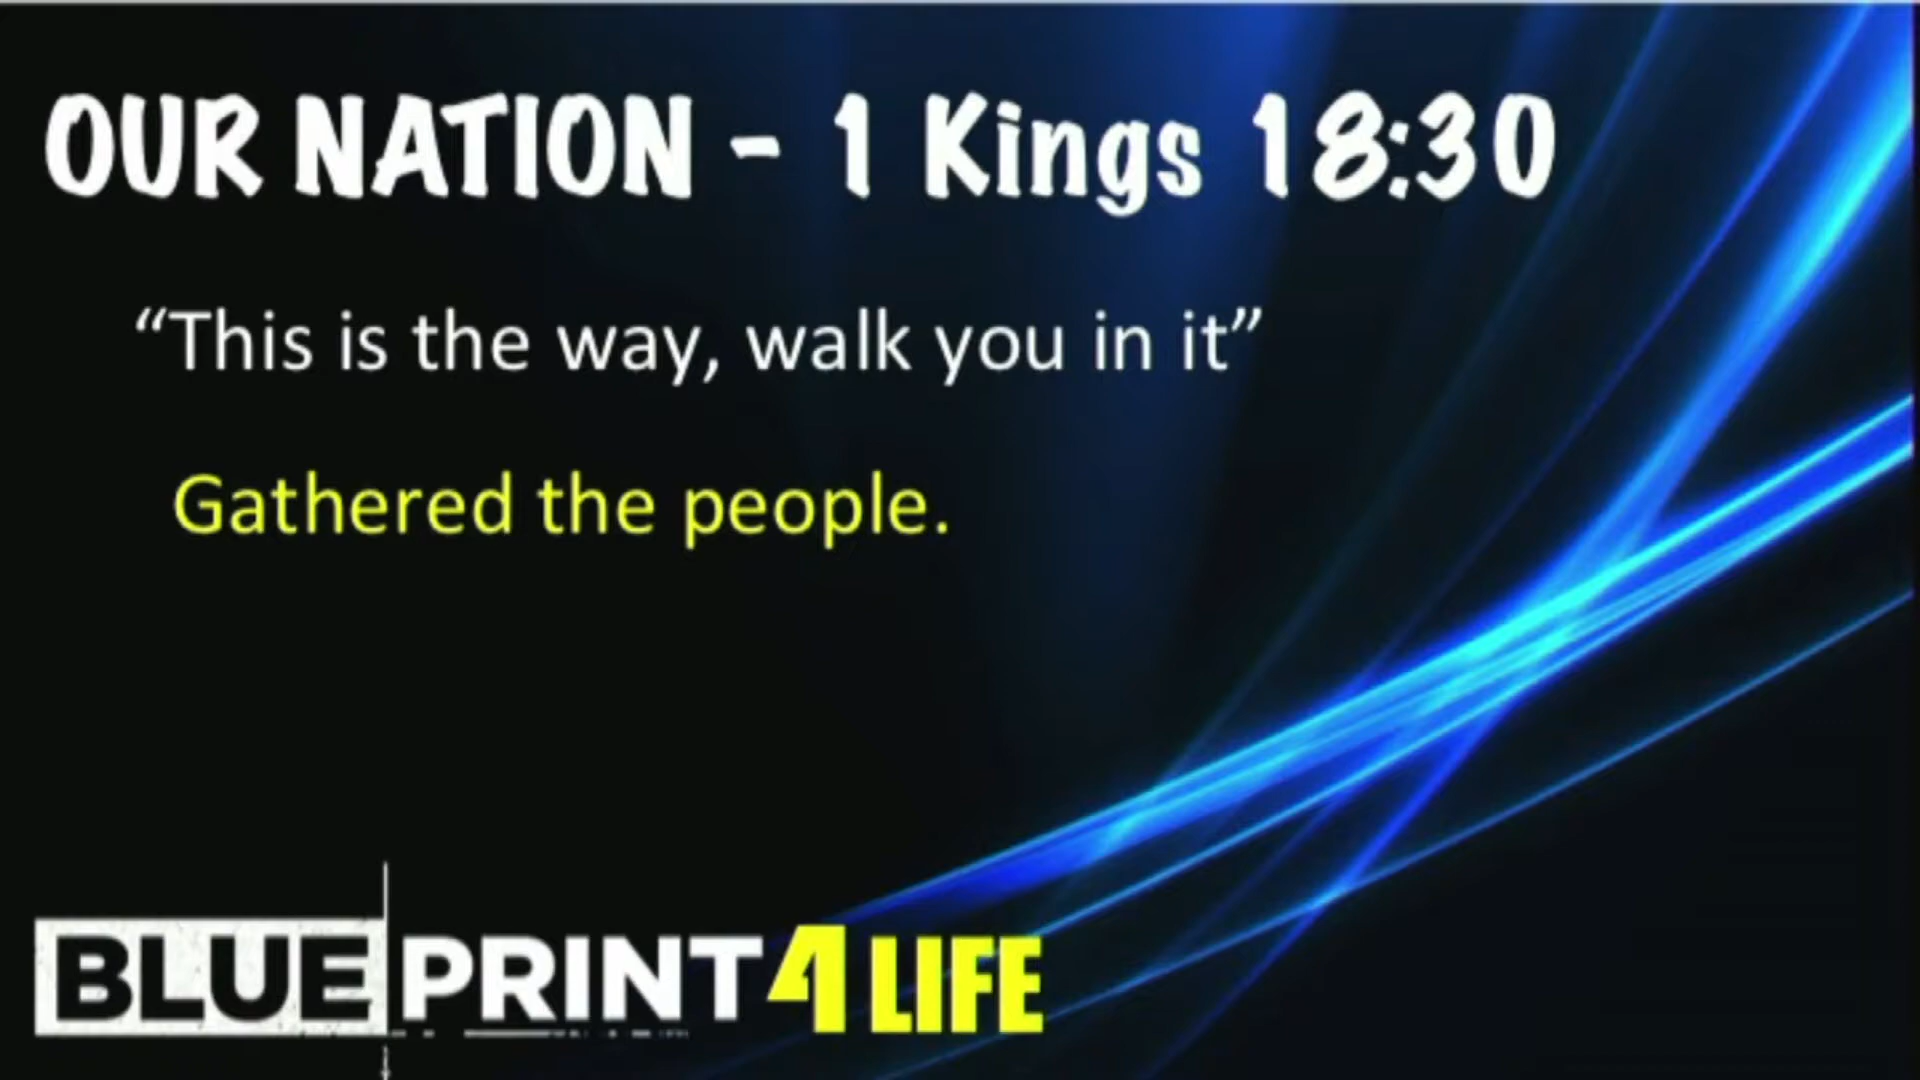 OUR NATION - 1 Kings 18:30
“This is the way, walk you in it”
Gathered the people.
BLUEPRINT4LIFE